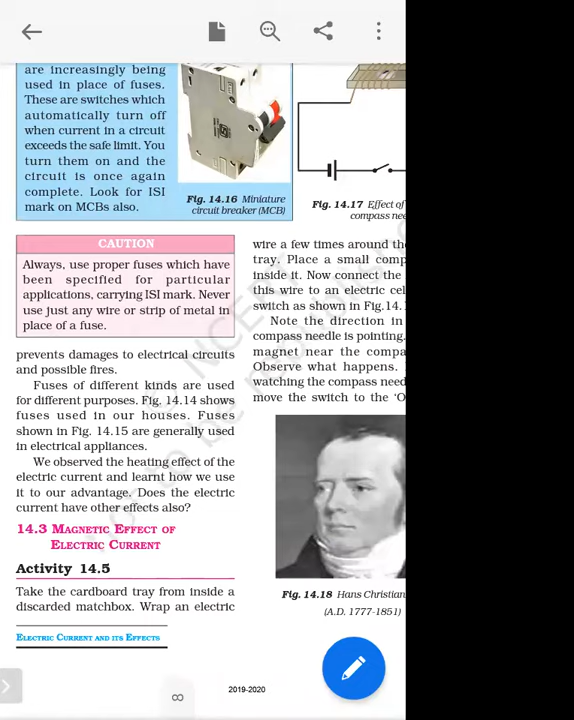 are increasingly being
used in place of fuses.
These are switches which
automatically turn off
when current in a circuit
exceeds the safe limit. You
turn them on and the
circuit is once again
complete. Look for ISI
mark on MCBs also.
Fig. 14.16 Miniature
circuit breaker (MCB)
Fig. 14.17 Effect of
compass nee
CAUTION
Always, use proper fuses which have
been specified for particular
applications, carrying ISI mark. Never
use just any wire or strip of metal in
place of a fuse.
prevents damages to electrical circuits
and possible fires.
Fuses of different kinds are used
for different purposes. Fig. 14.14 shows
fuses used in our houses. Fuses
shown in Fig. 14.15 are generally used
in electrical appliances.
We observed the heating effect of the
electric current and learnt how we use
it to our advantage. Does the electric
current have other effects also?
14.3 MAGNETIC EFFECT OF
ELECTRIC CURRENT
Activity 14.5
Take the cardboard tray from inside a
discarded matchbox. Wrap an electric
wire a few times around the
tray. Place a small comp
inside it. Now connect the
this wire to an electric cel
switch as shown in Fig.14.
Note the direction in
compass needle is pointing.
magnet near the compa
Observe what happens.
watching the compass need
move the switch to the ‘O
Fig. 14.18 Hans Christian
(A.D. 1777-1851)
ELECTRIC CURRENT AND ITS EFFECTS
8
2019-2020